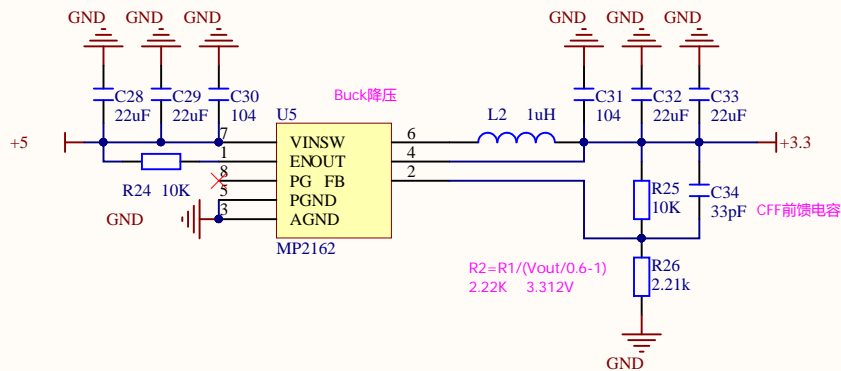 GND GND GND GND GND GND
C28 22uF
C29 22uF
C30 104
U5
Buck降压
L2 1uH
C31 104
C32 22uF
C33 22uF
+5
+3.3
7 VINSW 6
1 ENOUT 4
8 PG FB 2
5 PGND
3 AGND
R24 10K
GND
MP2162
R25 10K
C34 33pF
CFF前馈电容
R2=R1/(Vout/0.6-1)
2.22K 3.312V
R26 2.21k
GND